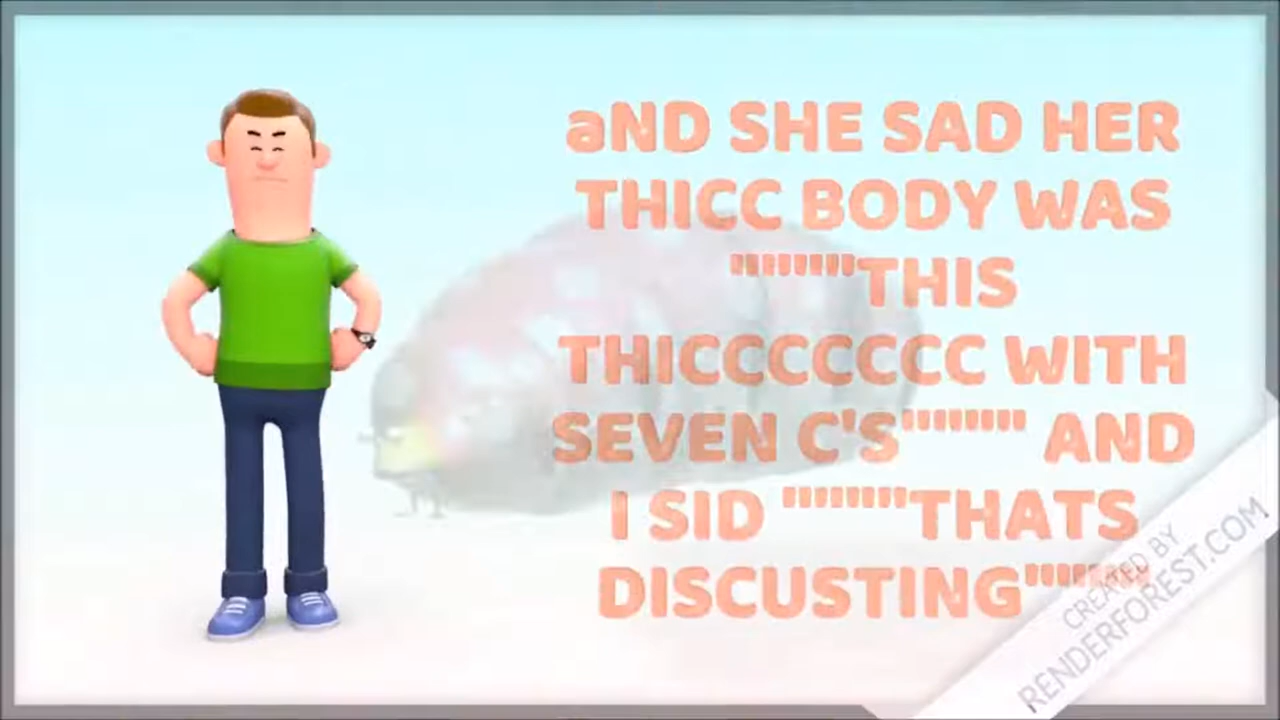 aND SHE SAD HER
THICC BODY WAS
""""THIS
THICCCCCCC WITH
SEVEN C'S"""" AND
I SID """"THATS
DISCUSTING""""
CREATED BY
RENDERFOREST.COM